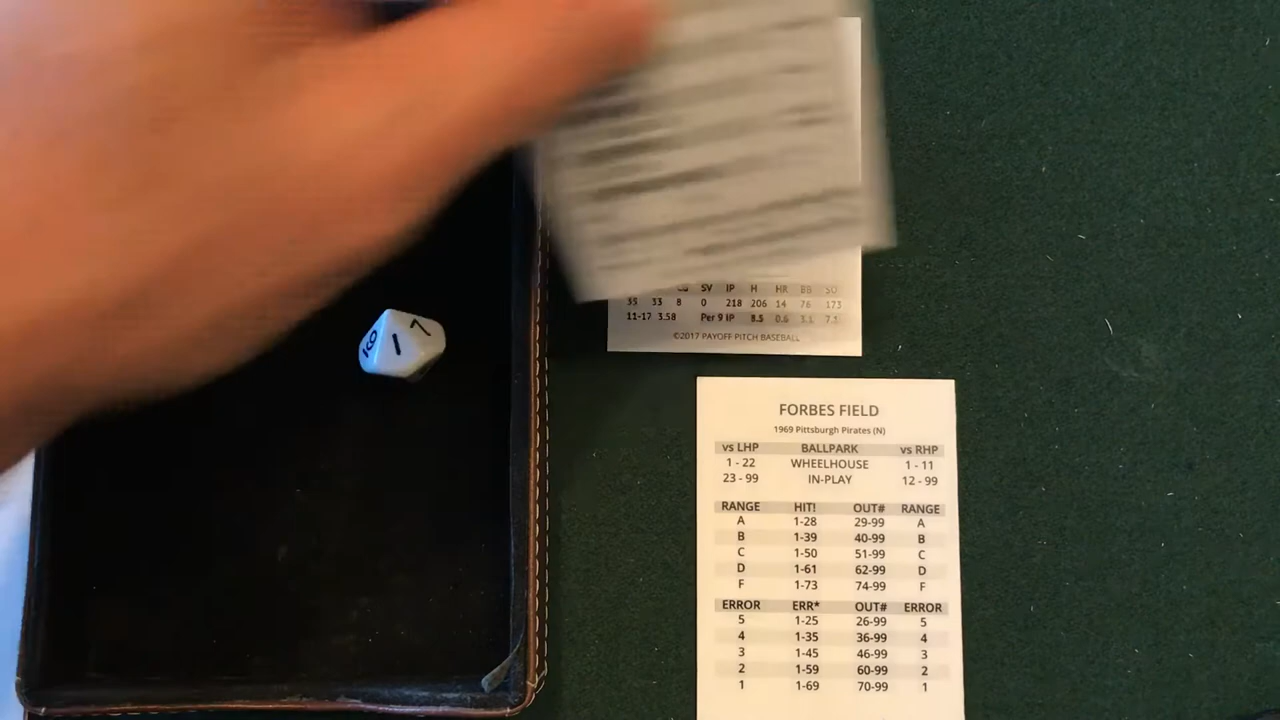 SV IP H HR BB SO
35 33 8 0 218 206 14 76 173
11-17 3.58 Per 9 IP 8.5 0.6 3.1 7.1
©2017 PAYOFF PITCH BASEBALL
1 7
FORBES FIELD
1969 Pittsburgh Pirates (N)
vs LHP BALLPARK vs RHP
1 - 22 WHEELHOUSE 1 - 11
23 - 99 IN-PLAY 12 - 99
RANGE HIT! OUT# RANGE
A 1-28 29-99 A
B 1-39 40-99 B
C 1-50 51-99 C
D 1-61 62-99 D
F 1-73 74-99 F
ERROR ERR* OUT# ERROR
5 1-25 26-99 5
4 1-35 36-99 4
3 1-45 46-99 3
2 1-59 60-99 2
1 1-69 70-99 1